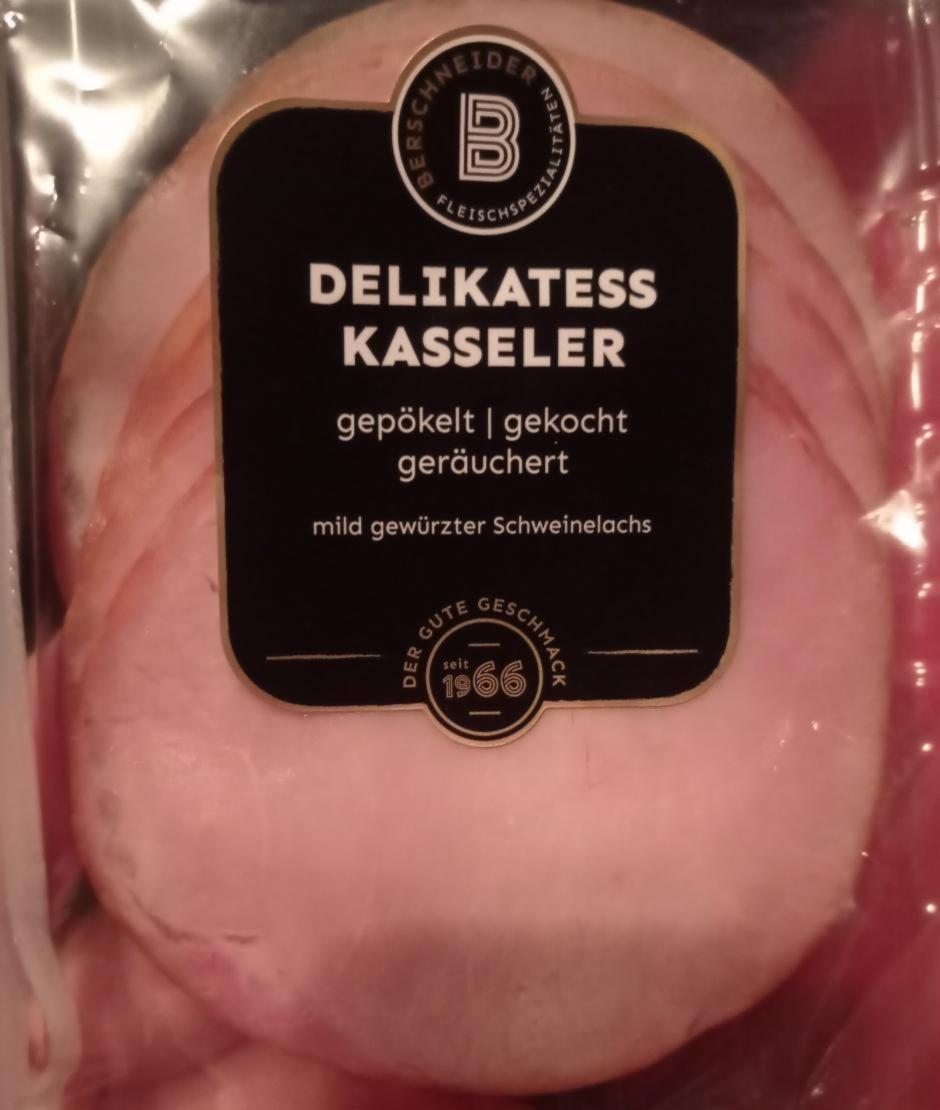 BERSCHNEIDER
B
FLEISCHSPEZIALITÄTEN
DELIKATESS
KASSELER
gepökelt | gekocht
geräuchert
mild gewürzter Schweinelachs
DER GUTE GESCHMACK
seit
1966